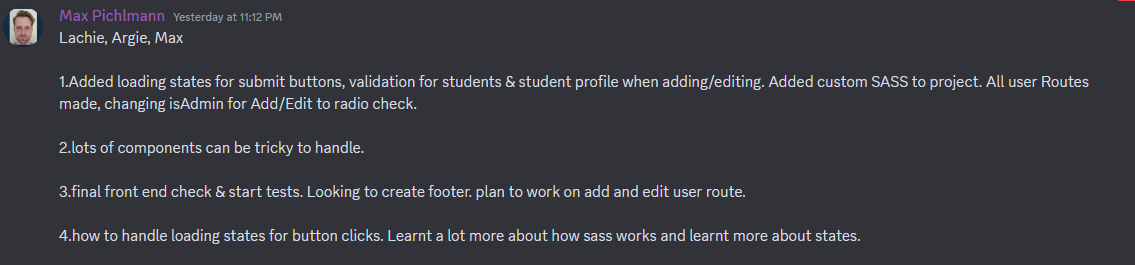 Max Pichlmann Yesterday at 11:12 PM
Lachie, Argie, Max
1.Added loading states for submit buttons, validation for students & student profile when adding/editing. Added custom SASS to project. All user Routes
made, changing isAdmin for Add/Edit to radio check.
2.lots of components can be tricky to handle.
3.final front end check & start tests. Looking to create footer. plan to work on add and edit user route.
4.how to handle loading states for button clicks. Learnt a lot more about how sass works and learnt more about states.